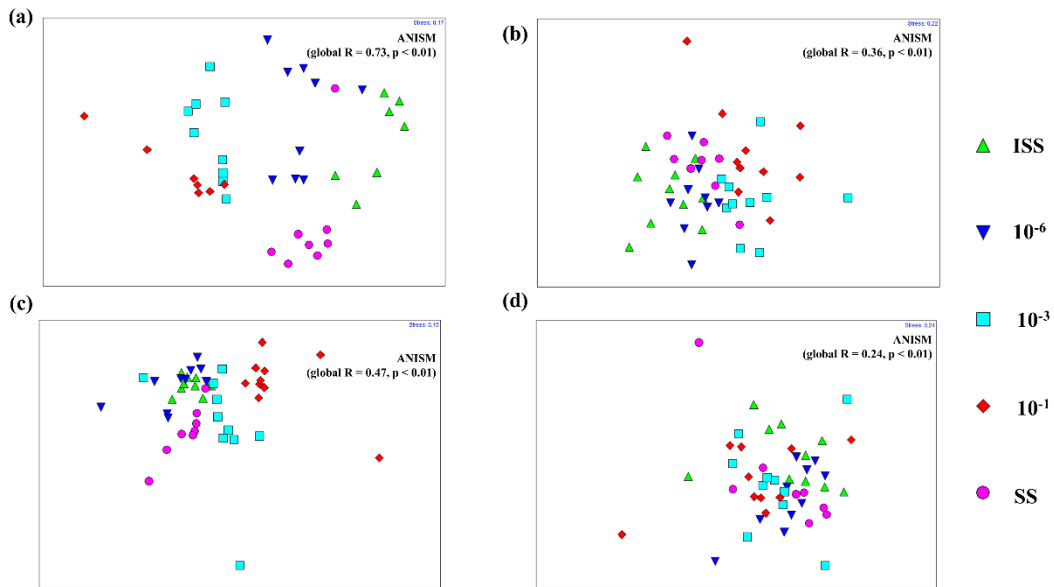 (a)
Stress: 0,17
ANISM
(global R = 0.73, p < 0.01)
(b)
Stress: 0,22
ANISM
(global R = 0.36, p < 0.01)
(c)
Stress: 0,15
ANISM
(global R = 0.47, p < 0.01)
(d)
Stress: 0,24
ANISM
(global R = 0.24, p < 0.01)
ISS
10⁻⁶
10⁻³
10⁻¹
SS